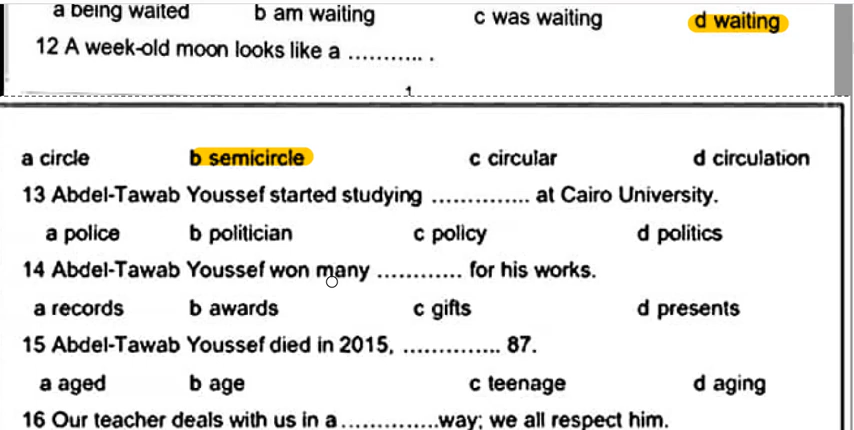 a being waited b am waiting c was waiting d waiting
12 A week-old moon looks like a ........... .
1
a circle b semicircle c circular d circulation
13 Abdel-Tawab Youssef started studying .............. at Cairo University.
a police b politician c policy d politics
14 Abdel-Tawab Youssef won many ............ for his works.
a records b awards c gifts d presents
15 Abdel-Tawab Youssef died in 2015, .............. 87.
a aged b age c teenage d aging
16 Our teacher deals with us in a ..............way; we all respect him.